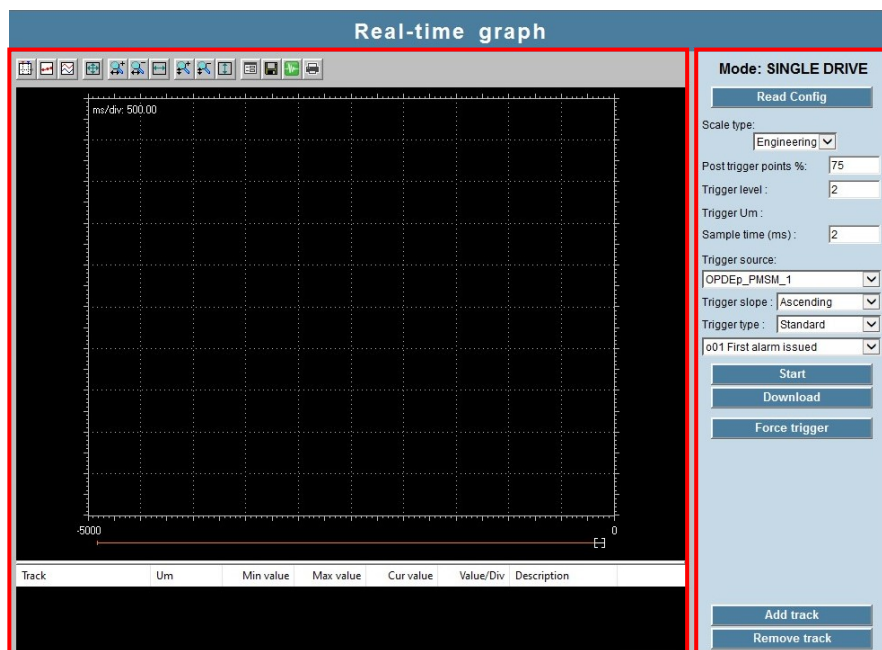 Real-time graph
ms/div: 500.00
-5000 0
Track Um Min value Max value Cur value Value/Div Description
Mode: SINGLE DRIVE
Read Config
Scale type:
Engineering
Post trigger points %: 75
Trigger level : 2
Trigger Um :
Sample time (ms) : 2
Trigger source:
OPDEp_PMSM_1
Trigger slope : Ascending
Trigger type : Standard
o01 First alarm issued
Start
Download
Force trigger
Add track
Remove track